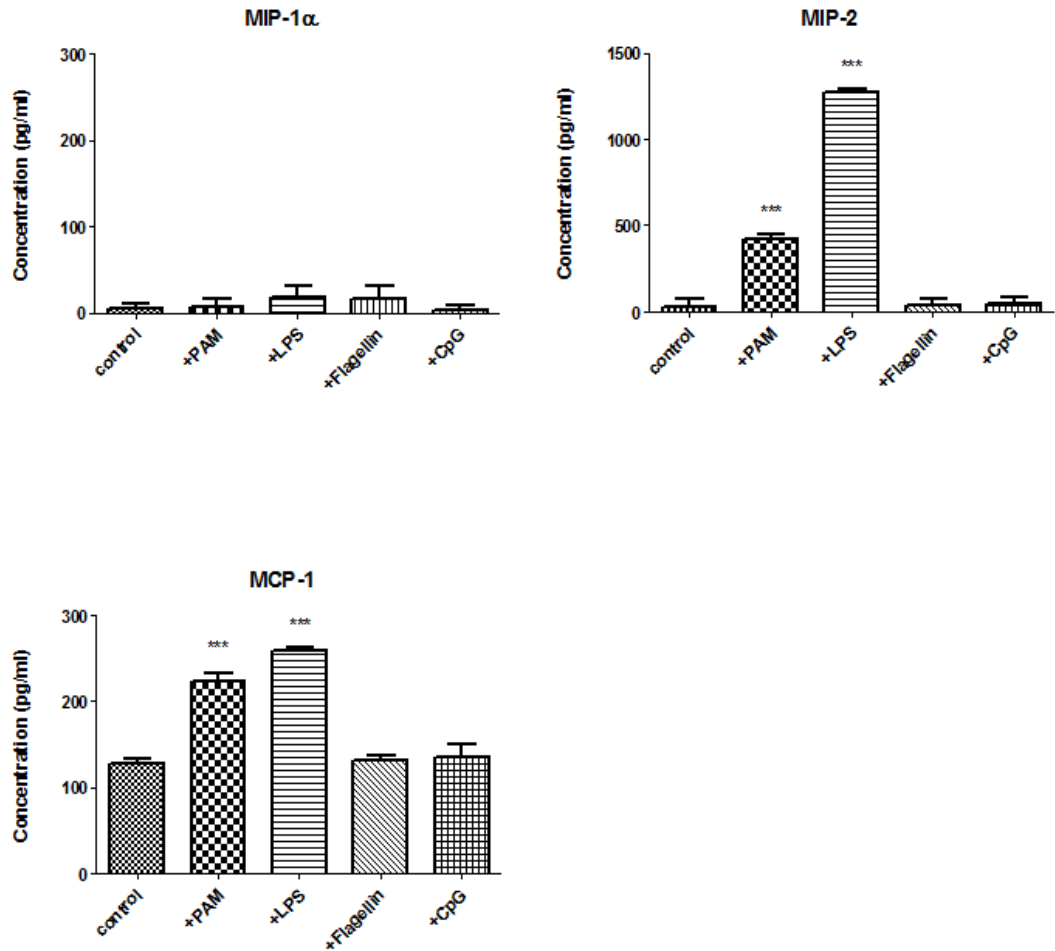 MIP-1α
Concentration (pg/ml)
300
200
100
0
control
+PAM
+LPS
+Flagellin
+CpG
MIP-2
Concentration (pg/ml)
1500
1000
500
0
***
***
control
+PAM
+LPS
+Flagellin
+CpG
MCP-1
Concentration (pg/ml)
300
200
100
0
***
***
control
+PAM
+LPS
+Flagellin
+CpG